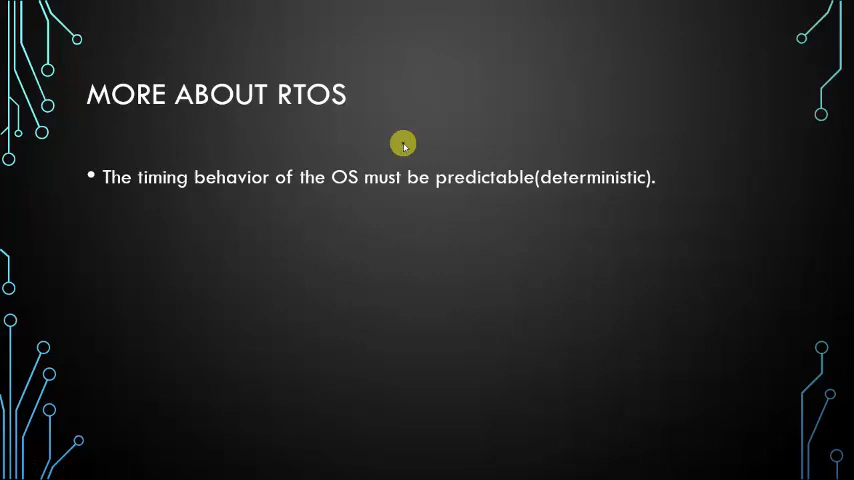 MORE ABOUT RTOS
• The timing behavior of the OS must be predictable(deterministic).